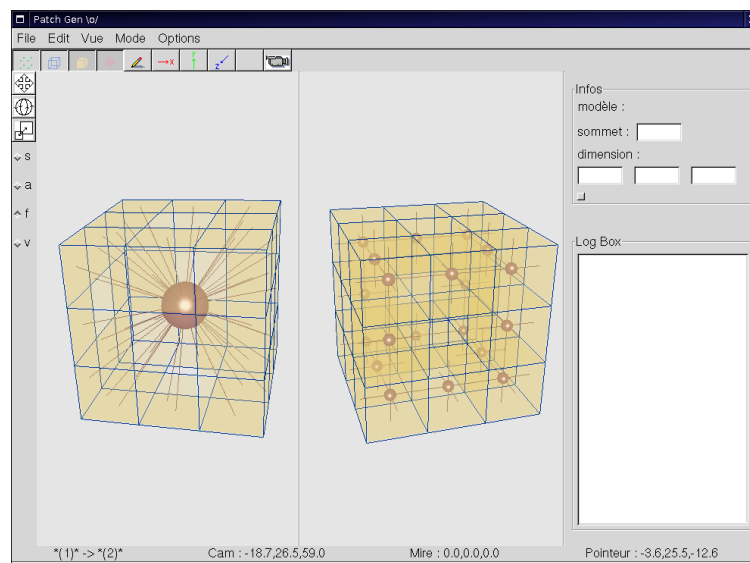 Patch Gen \o/
File Edit Vue Mode Options
x y z
Infos
modèle :
sommet :
dimension :
s
a
f
v
Log Box
*(1)* -> *(2)* Cam : -18.7,26.5,59.0 Mire : 0.0,0.0,0.0 Pointeur : -3.6,25.5,-12.6